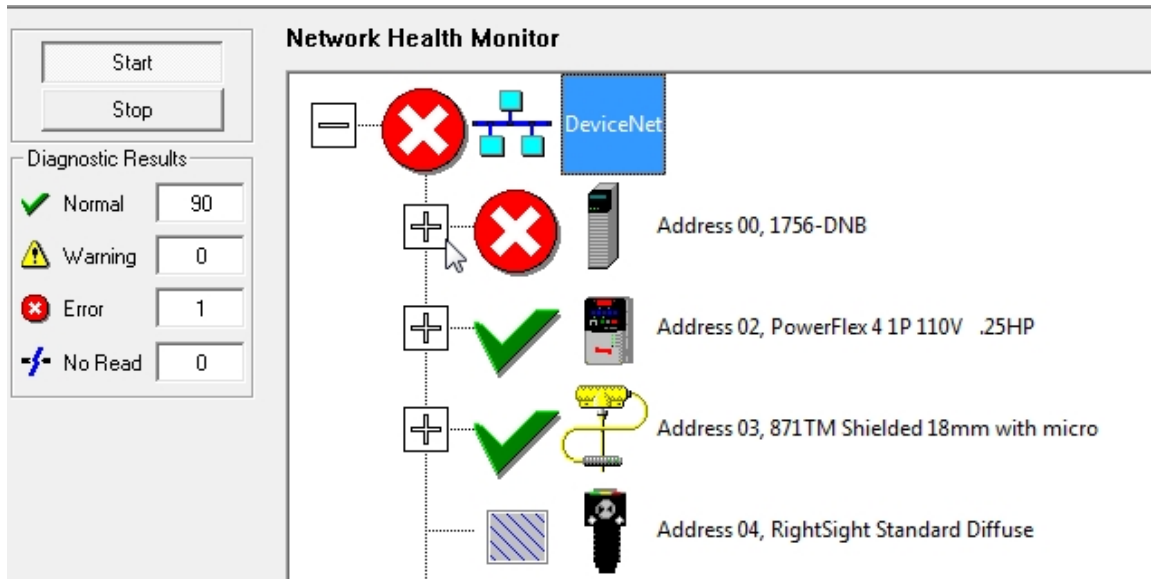 Start
Stop
Diagnostic Results
Normal 90
Warning 0
Error 1
No Read 0
Network Health Monitor
DeviceNet
Address 00, 1756-DNB
Address 02, PowerFlex 4 1P 110V .25HP
Address 03, 871TM Shielded 18mm with micro
Address 04, RightSight Standard Diffuse